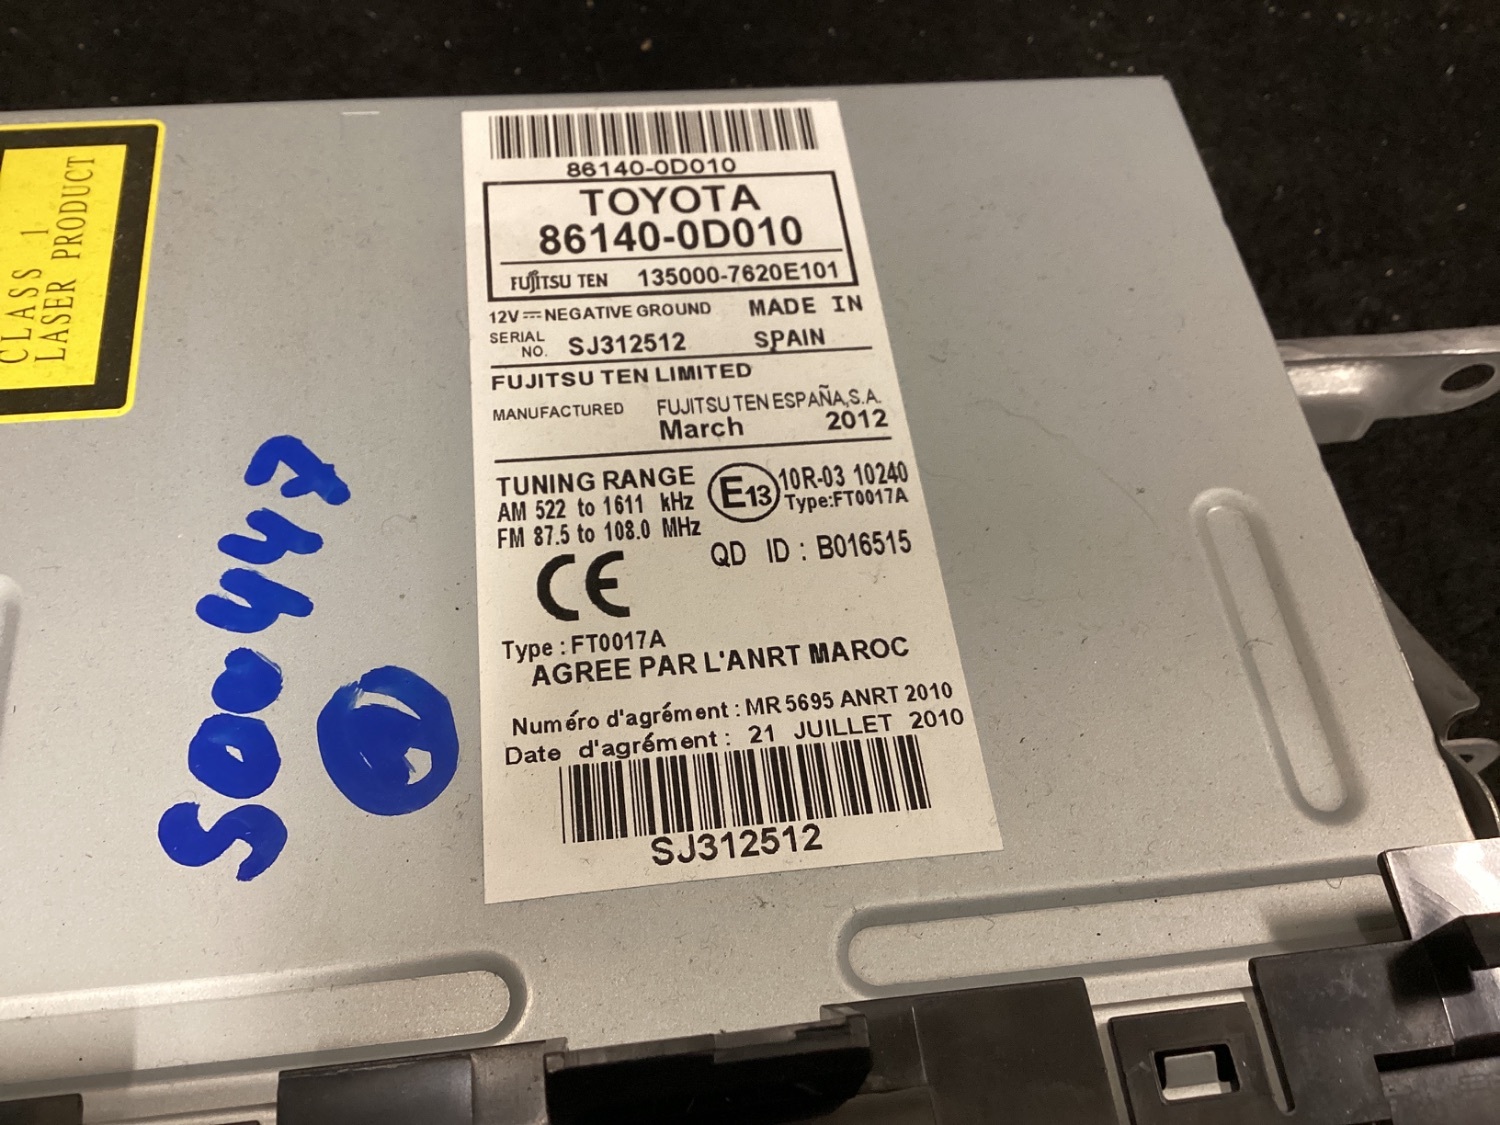 CLASS 1
LASER PRODUCT
86140-0D010
TOYOTA
86140-0D010
FUJITSU TEN 135000-7620E101
12V⎓NEGATIVE GROUND MADE IN
SERIAL NO. SJ312512 SPAIN
FUJITSU TEN LIMITED
MANUFACTURED FUJITSU TEN ESPAÑA,S.A.
March 2012
TUNING RANGE
AM 522 to 1611 kHz
FM 87.5 to 108.0 MHz
E13 10R-03 10240
Type:FT0017A
QD ID : B016515
CE
Type : FT0017A
AGREE PAR L'ANRT MAROC
Numéro d'agrément : MR 5695 ANRT 2010
Date d'agrément : 21 JUILLET 2010
SJ312512
S00447